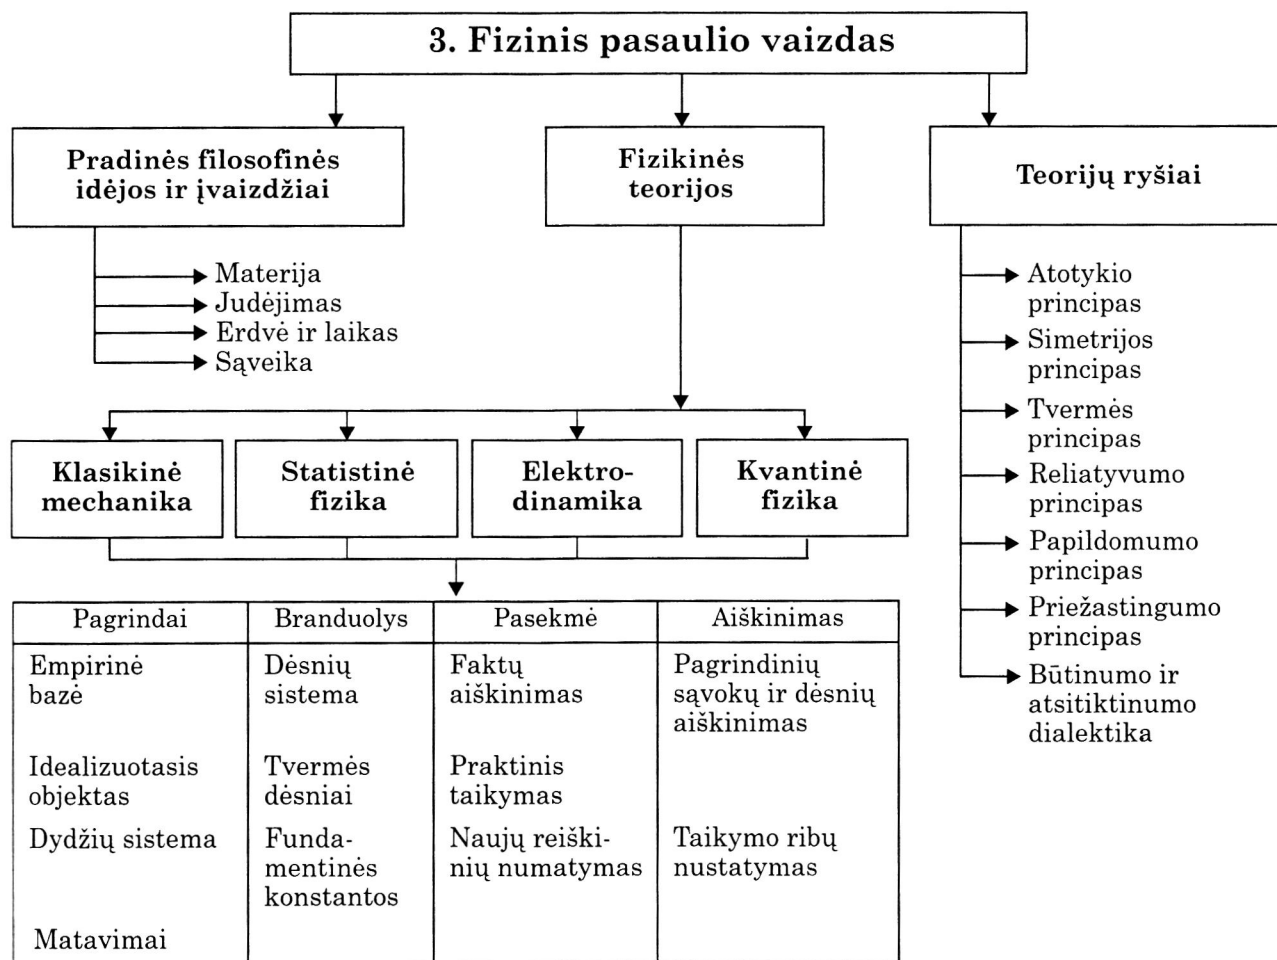 3. Fizinis pasaulio vaizdas
Pradinės filosofinės
idėjos ir įvaizdžiai
Materija
Judėjimas
Erdvė ir laikas
Sąveika
Fizikinės
teorijos
Teorijų ryšiai
Atotykio
principas
Simetrijos
principas
Tvermės
principas
Reliatyvumo
principas
Papildomumo
principas
Priežastingumo
principas
Būtinumo ir
atsitiktinumo
dialektika
Klasikinė
mechanika
Statistinė
fizika
Elektro-
dinamika
Kvantinė
fizika
Pagrindai
Empirinė
bazė
Idealizuotasis
objektas
Dydžių sistema
Matavimai
Branduolys
Dėsnių
sistema
Tvermės
dėsniai
Funda-
mentinės
konstantos
Pasekmė
Faktų
aiškinimas
Praktinis
taikymas
Naujų reiški-
nių numatymas
Aiškinimas
Pagrindinių
sąvokų ir dėsnių
aiškinimas
Taikymo ribų
nustatymas